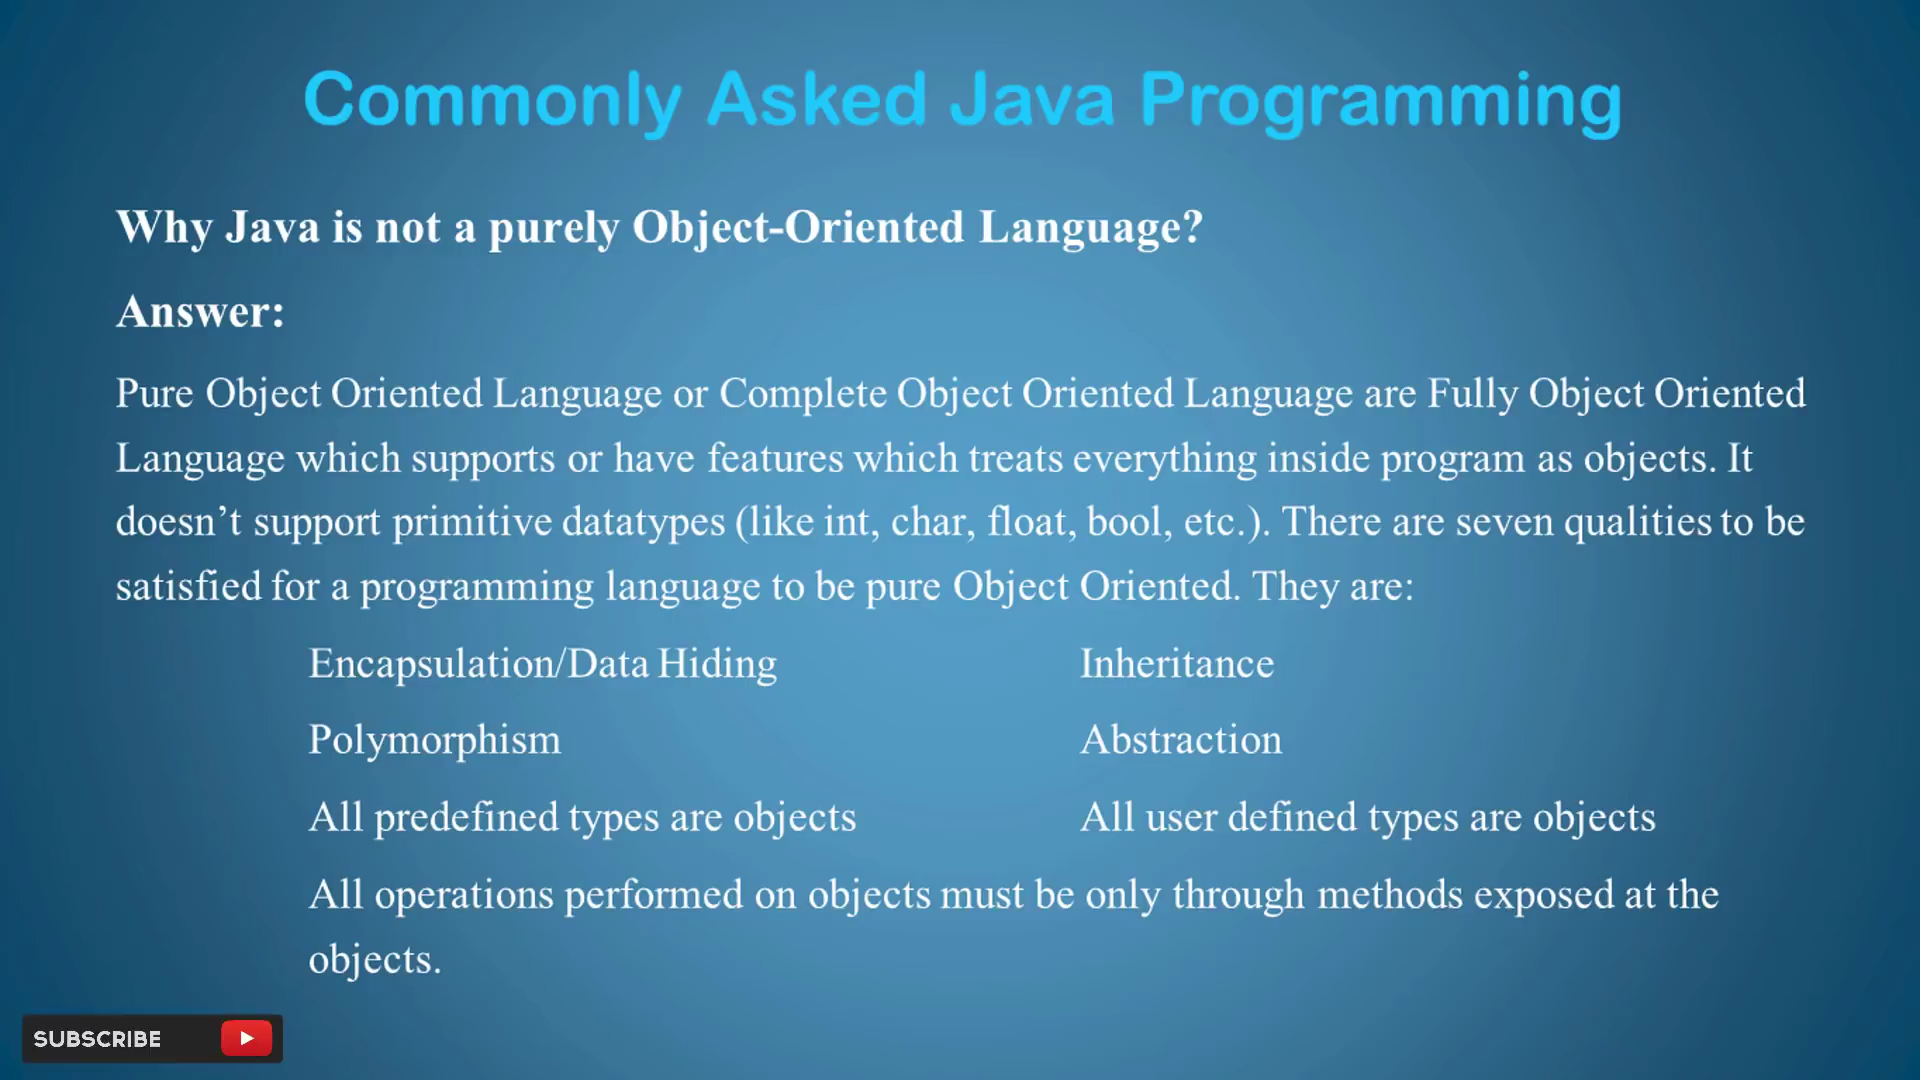 Commonly Asked Java Programming
Why Java is not a purely Object-Oriented Language?
Answer:
Pure Object Oriented Language or Complete Object Oriented Language are Fully Object Oriented
Language which supports or have features which treats everything inside program as objects. It
doesn’t support primitive datatypes (like int, char, float, bool, etc.). There are seven qualities to be
satisfied for a programming language to be pure Object Oriented. They are:
Encapsulation/Data Hiding Inheritance
Polymorphism Abstraction
All predefined types are objects All user defined types are objects
All operations performed on objects must be only through methods exposed at the
objects.
SUBSCRIBE